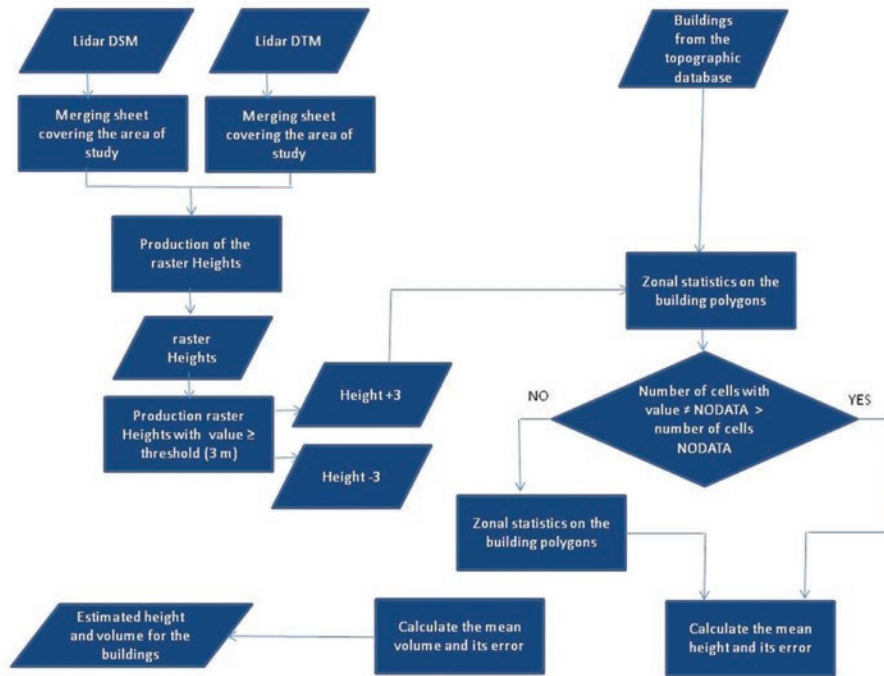 Lidar DSM
Lidar DTM
Buildings
from the
topographic
database
Merging sheet
covering the area of
study
Merging sheet
covering the area of
study
Production of the
raster Heights
Zonal statistics on the
building polygons
raster
Heights
Height +3
Production raster
Heights with value ≥
threshold (3 m)
Height -3
NO
Number of cells with
value ≠ NODATA >
number of cells
NODATA
YES
Zonal statistics on the
building polygons
Estimated height
and volume for the
buildings
Calculate the mean
volume and its error
Calculate the mean
height and its error